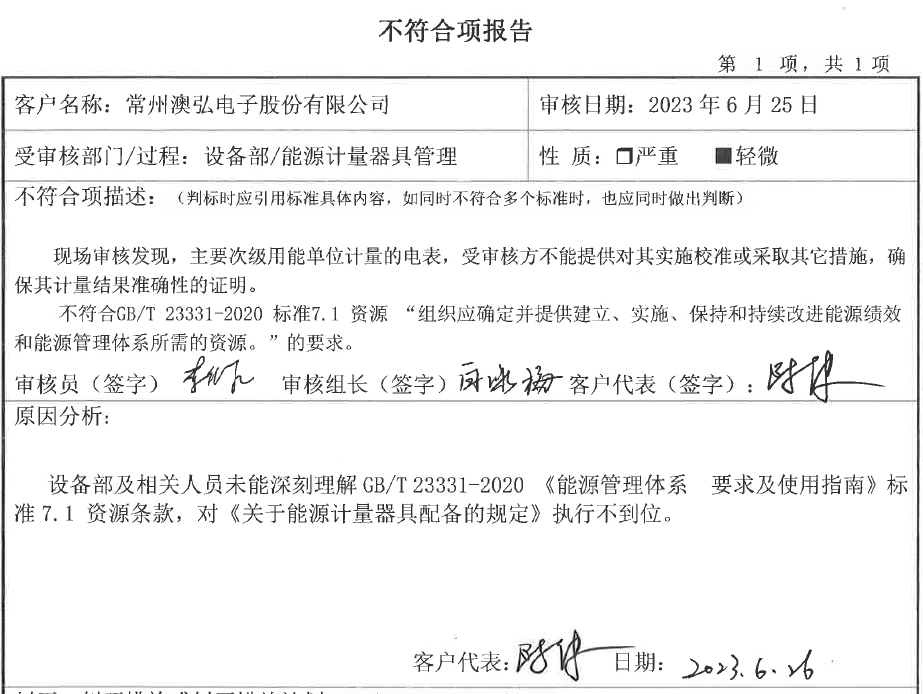 不符合项报告
第 1 项，共 1 项
客户名称：常州澳弘电子股份有限公司
审核日期：2023 年 6 月 25 日
受审核部门/过程：设备部/能源计量器具管理
性 质：□严重 ■轻微
不符合项描述：（判标时应引用标准具体内容，如同时不符合多个标准时，也应同时做出判断）
现场审核发现，主要次级用能单位计量的电表，受审核方不能提供对其实施校准或采取其它措施，确
保其计量结果准确性的证明。
不符合GB/T 23331-2020 标准7.1 资源 “组织应确定并提供建立、实施、保持和持续改进能源绩效
和能源管理体系所需的资源。”的要求。
审核员（签字） 审核组长（签字） 客户代表（签字）：
原因分析:
设备部及相关人员未能深刻理解 GB/T 23331-2020 《能源管理体系 要求及使用指南》标
准 7.1 资源条款，对《关于能源计量器具配备的规定》执行不到位。
客户代表: 日期： 2023.6.26